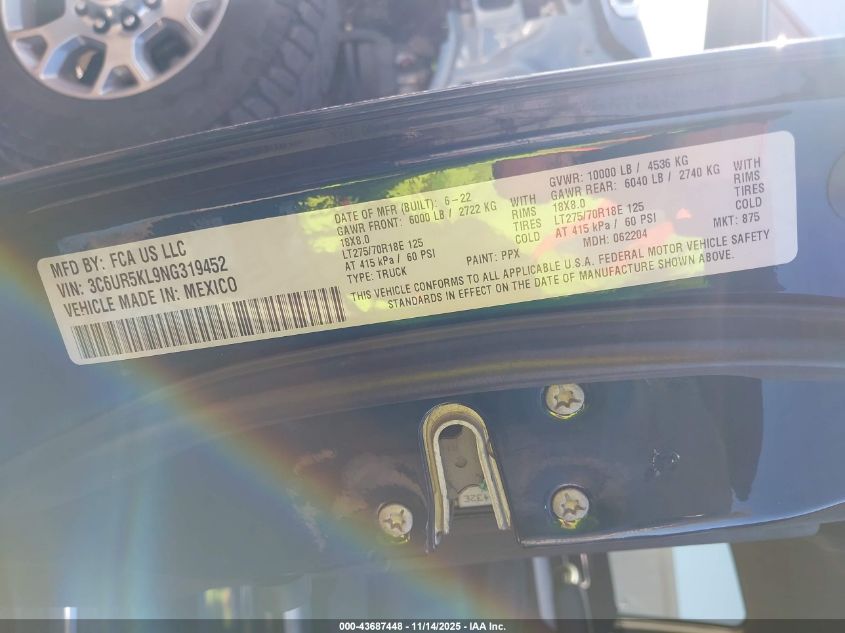 MFD BY: FCA US LLC
VIN: 3C6UR5KL9NG319452
VEHICLE MADE IN: MEXICO
DATE OF MFR (BUILT): 6-22
GAWR FRONT: 6000 LB / 2722 KG WITH
18X8.0 RIMS
LT275/70R18E 125 TIRES
AT 415 kPa / 60 PSI COLD
TYPE: TRUCK PAINT: PPX
GVWR: 10000 LB / 4536 KG
GAWR REAR: 6040 LB / 2740 KG WITH
18X8.0 RIMS
LT275/70R18E 125 TIRES
AT 415 kPa / 60 PSI COLD
MDH: 062204 MKT: 875
THIS VEHICLE CONFORMS TO ALL APPLICABLE U.S.A. FEDERAL MOTOR VEHICLE SAFETY
STANDARDS IN EFFECT ON THE DATE OF MANUFACTURE SHOWN ABOVE.
000-43687448 - 11/14/2025 - IAA Inc.